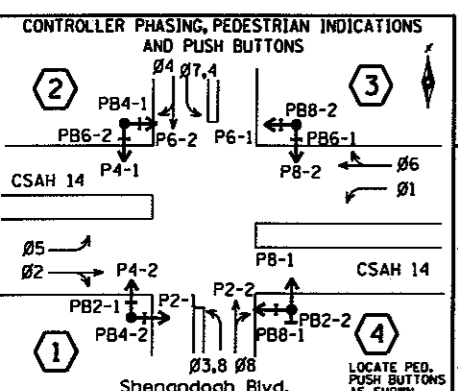 CONTROLLER PHASING, PEDESTRIAN INDICATIONS
AND PUSH BUTTONS
Ø4 Ø7,4
2
3
PB4-1
PB8-2
PB6-2
P6-2
P6-1
PB6-1
P4-1
P8-2
Ø6
CSAH 14
Ø1
Ø5
P8-1
Ø2
P4-2
CSAH 14
PB2-1
P2-1
P2-2
PB4-2
PB8-1
PB2-2
1
4
Ø3,8 Ø8
LOCATE PED.
PUSH BUTTONS
AS SHOWN
Shenandoah Blvd.